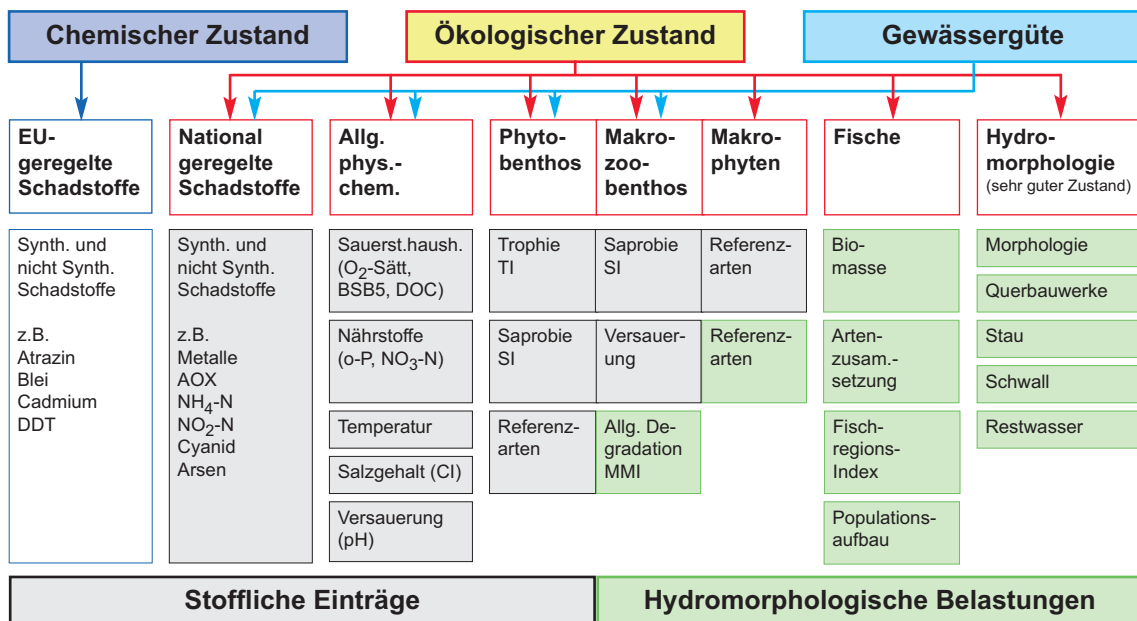 Chemischer Zustand
Ökologischer Zustand
Gewässergüte
EU-
geregelte
Schadstoffe
National
geregelte
Schadstoffe
Allg.
phys.-
chem.
Phyto-
benthos
Makro-
zoo-
benthos
Makro-
phyten
Fische
Hydro-
morphologie
(sehr guter Zustand)
Synth. und
nicht Synth.
Schadstoffe
z.B.
Atrazin
Blei
Cadmium
DDT
Synth. und
nicht Synth.
Schadstoffe
z.B.
Metalle
AOX
NH4-N
NO2-N
Cyanid
Arsen
Sauerst.haush.
(O2-Sätt,
BSB5, DOC)
Nährstoffe
(o-P, NO3-N)
Temperatur
Salzgehalt (Cl)
Versauerung
(pH)
Trophie
TI
Saprobie
SI
Referenz-
arten
Saprobie
SI
Versauer-
ung
Allg. De-
gradation
MMI
Referenz-
arten
Referenz-
arten
Bio-
masse
Arten-
zusam.-
setzung
Fisch-
regions-
Index
Populations-
aufbau
Morphologie
Querbauwerke
Stau
Schwall
Restwasser
Stoffliche Einträge
Hydromorphologische Belastungen